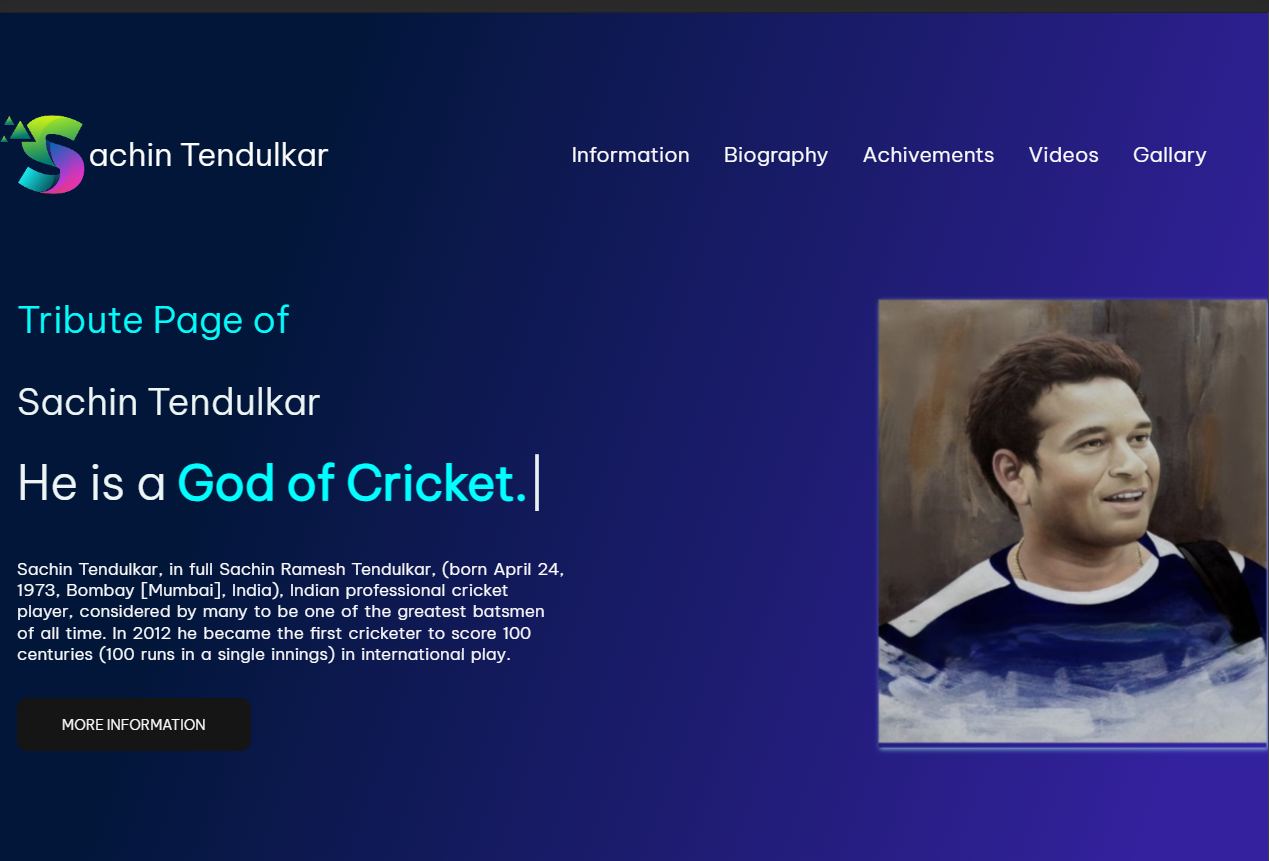 Sachin Tendulkar
Information Biography Achivements Videos Gallary
Tribute Page of
Sachin Tendulkar
He is a God of Cricket.
Sachin Tendulkar, in full Sachin Ramesh Tendulkar, (born April 24,
1973, Bombay [Mumbai], India), Indian professional cricket
player, considered by many to be one of the greatest batsmen
of all time. In 2012 he became the first cricketer to score 100
centuries (100 runs in a single innings) in international play.
MORE INFORMATION